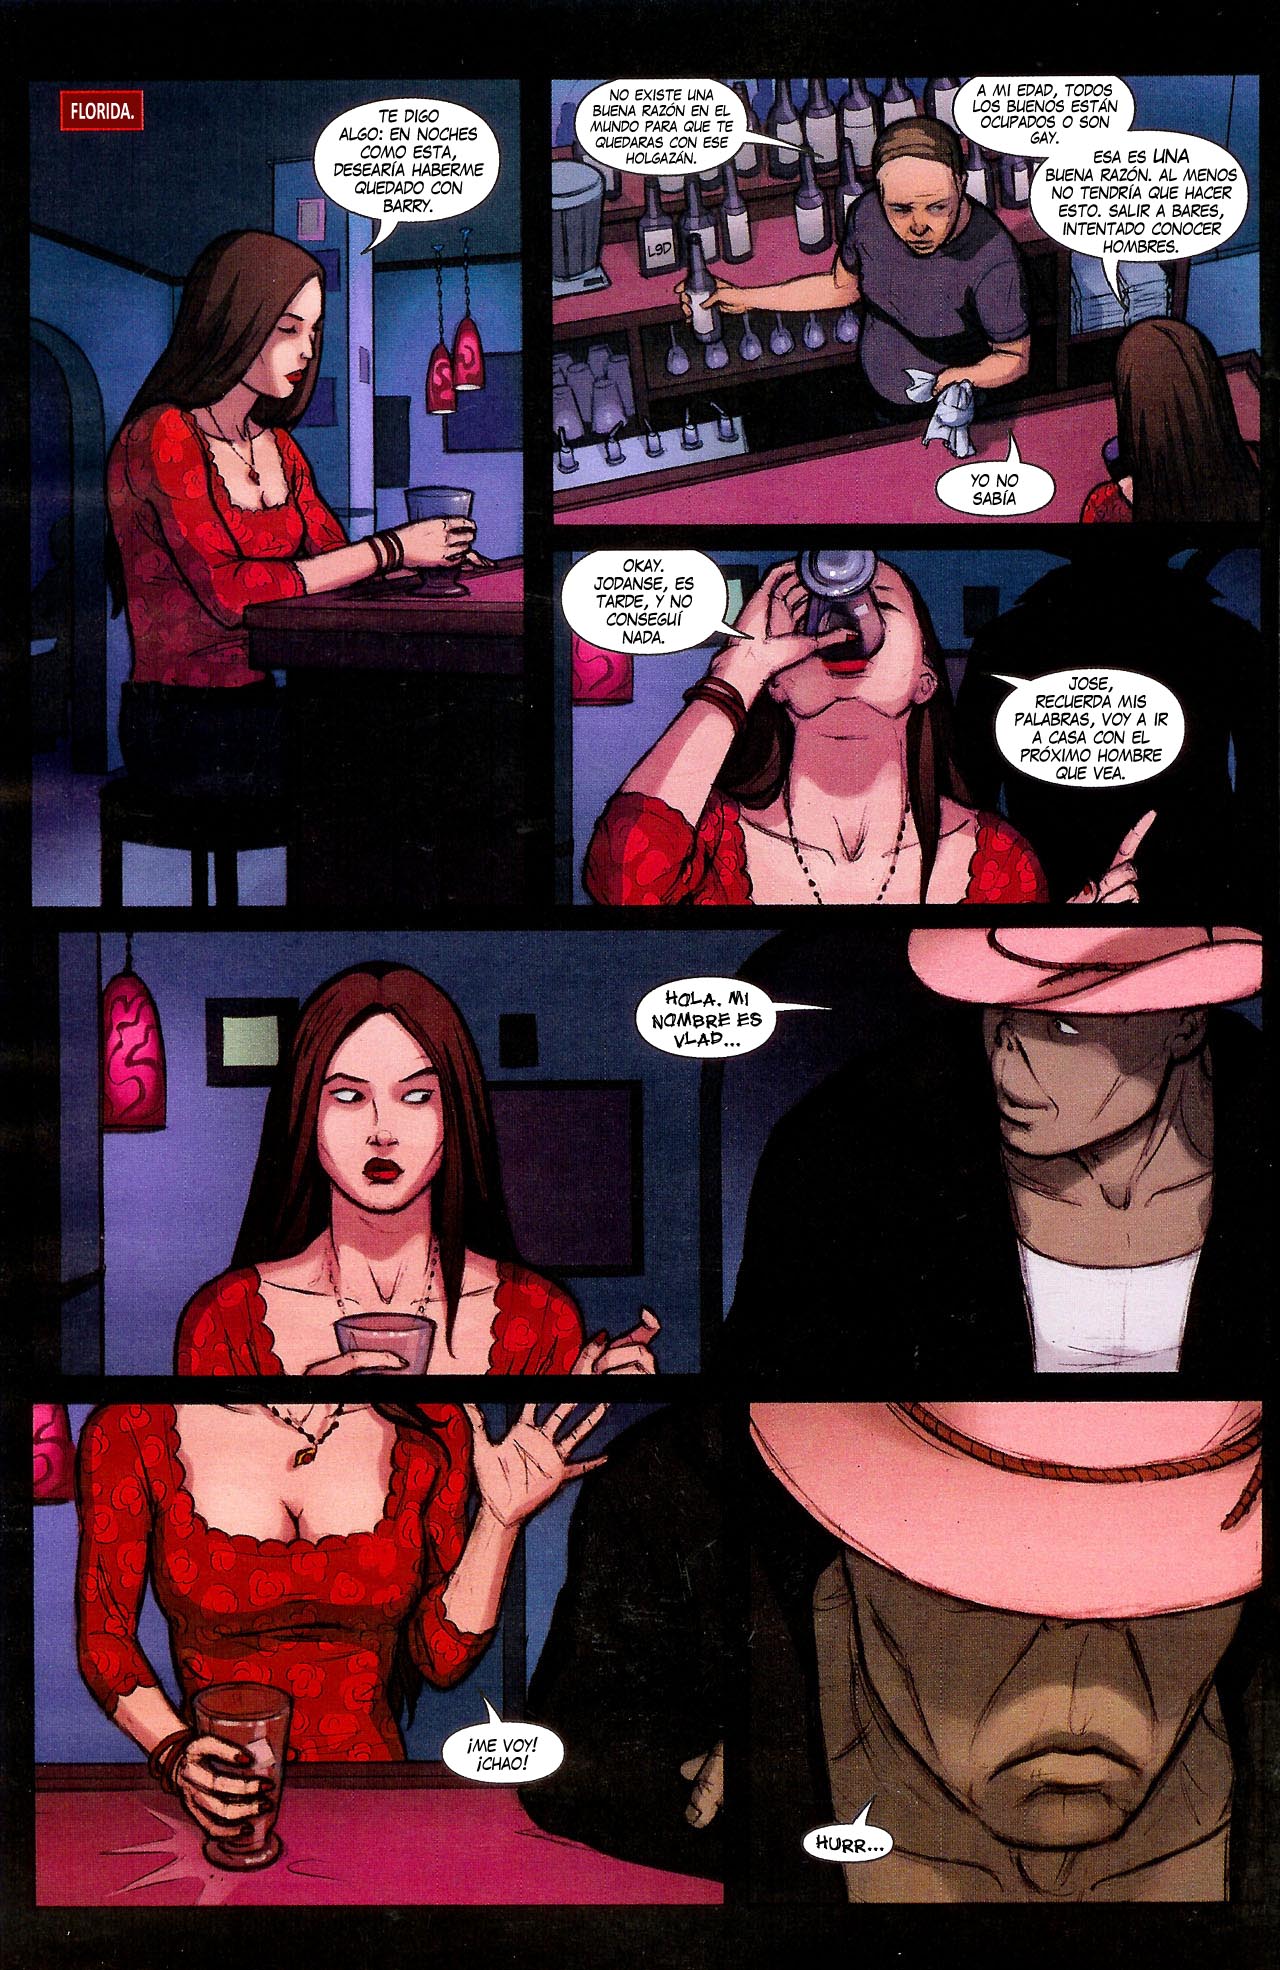 FLORIDA.
TE DIGO
ALGO: EN NOCHES
COMO ESTA,
DESEARÍA HABERME
QUEDADO CON
BARRY.
NO EXISTE UNA
BUENA RAZÓN EN EL
MUNDO PARA QUE TE
QUEDARAS CON ESE
HOLGAZÁN.
A MI EDAD, TODOS
LOS BUENOS ESTÁN
OCUPADOS O SON
GAY.
ESA ES UNA
BUENA RAZÓN. AL MENOS
NO TENDRÍA QUE HACER
ESTO. SALIR A BARES,
INTENTADO CONOCER
HOMBRES.
L9D
YO NO
SABÍA
OKAY.
JODANSE, ES
TARDE, Y NO
CONSEGUÍ
NADA.
JOSE,
RECUERDA MIS
PALABRAS, VOY A IR
A CASA CON EL
PRÓXIMO HOMBRE
QUE VEA.
HOLA. MI
NOMBRE ES
VLAD...
¡ME VOY!
¡CHAO!
HURR...